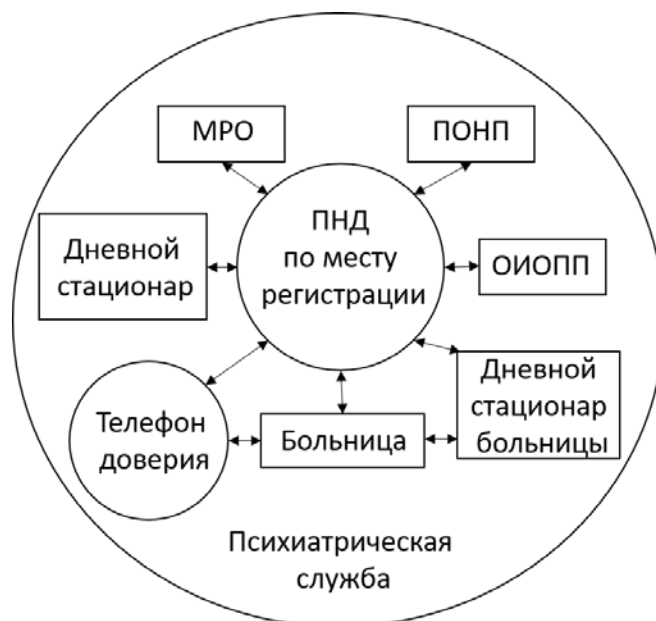 МРО
ПОНП
ПНД
по месту
регистрации
Дневной
стационар
ОИОПП
Телефон
доверия
Больница
Дневной
стационар
больницы
Психиатрическая
служба